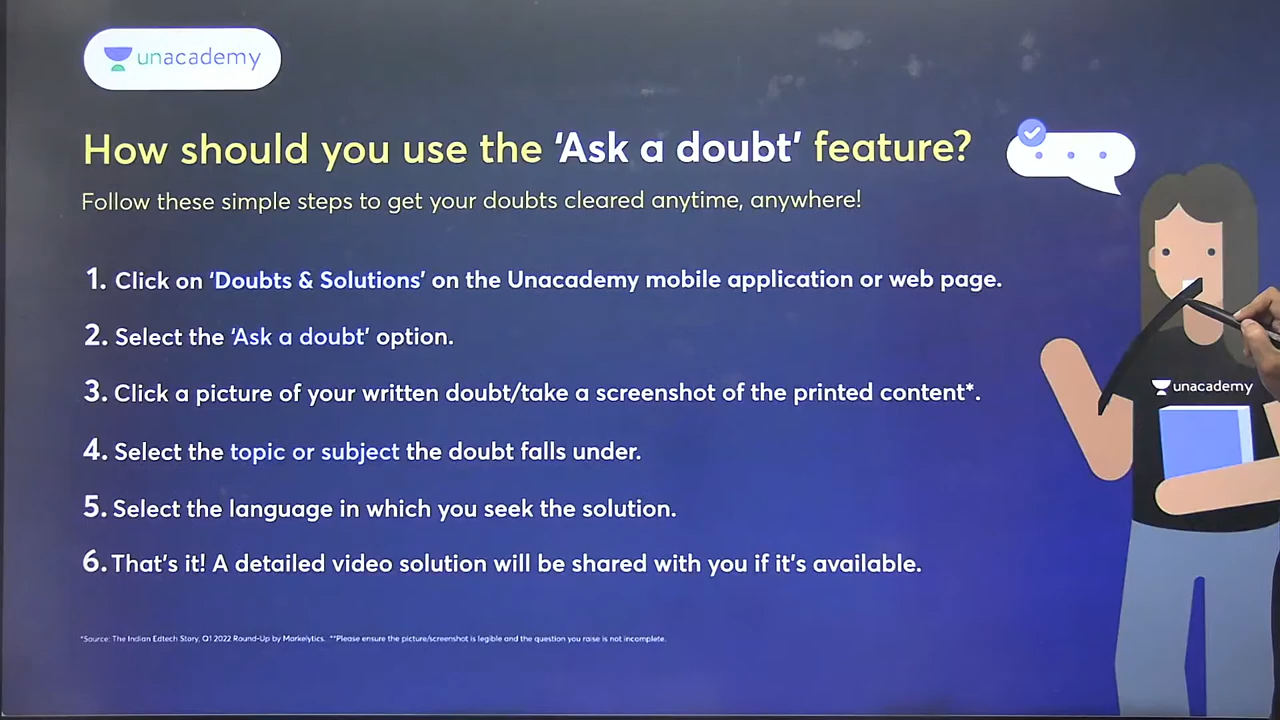 unacademy
How should you use the 'Ask a doubt' feature?
Follow these simple steps to get your doubts cleared anytime, anywhere!
1. Click on 'Doubts & Solutions' on the Unacademy mobile application or web page.
2. Select the 'Ask a doubt' option.
3. Click a picture of your written doubt/take a screenshot of the printed content*.
unacademy
4. Select the topic or subject the doubt falls under.
5. Select the language in which you seek the solution.
6. That's it! A detailed video solution will be shared with you if it's available.
*Source: The Indian Edtech Story, Q1 2022 Round-Up by Markelytics. **Please ensure the picture/screenshot is legible and the question you raise is not incomplete.